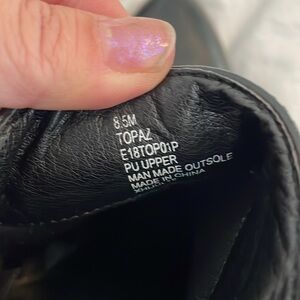 8.5M
TOPAZ
E18TOP01P
PU UPPER
MAN MADE OUTSOLE
MADE IN CHINA